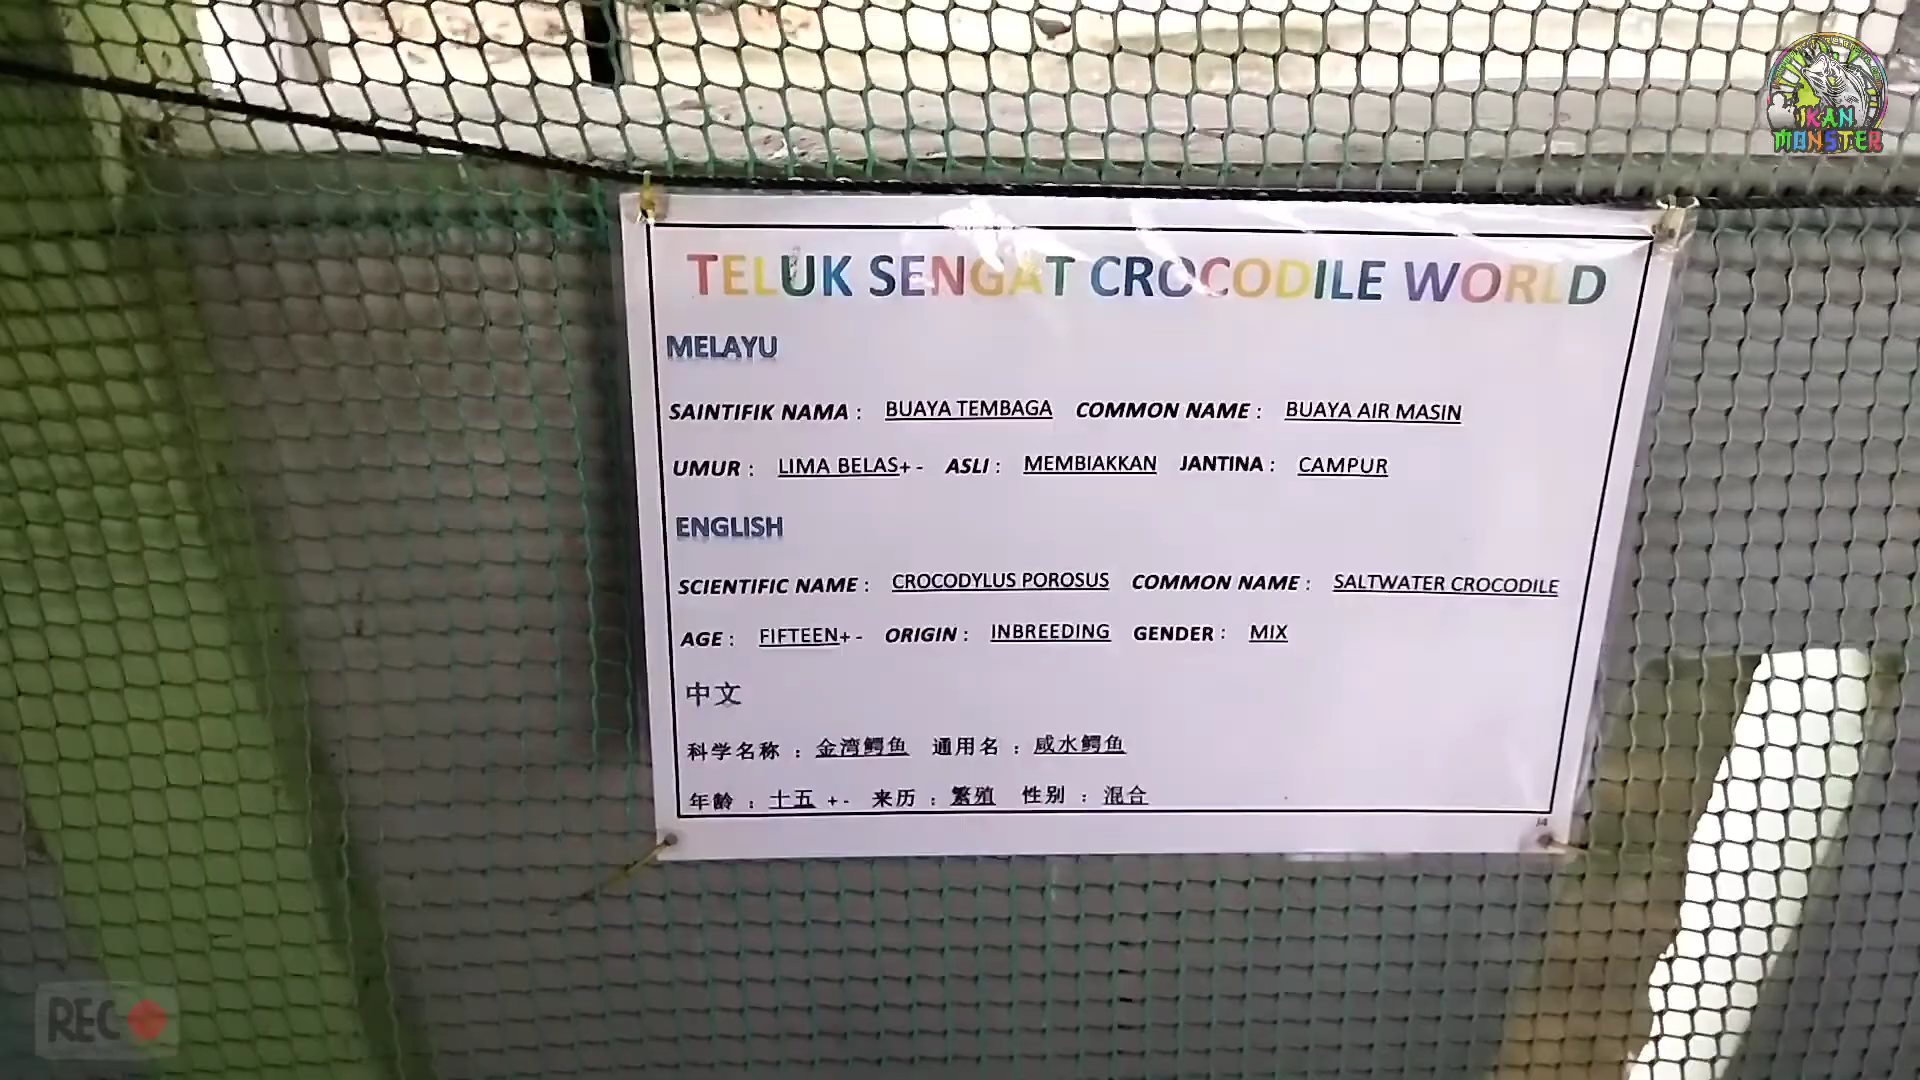 IKAN
MONSTER
TELUK SENGAT CROCODILE WORLD
MELAYU
SAINTIFIK NAMA : BUAYA TEMBAGA COMMON NAME : BUAYA AIR MASIN
UMUR : LIMA BELAS+ - ASLI : MEMBIAKKAN JANTINA : CAMPUR
ENGLISH
SCIENTIFIC NAME : CROCODYLUS POROSUS COMMON NAME : SALTWATER CROCODILE
AGE : FIFTEEN+ - ORIGIN : INBREEDING GENDER : MIX
中文
科学名称 : 金湾鳄鱼 通用名 : 咸水鳄鱼
年龄 : 十五 + - 来历 : 繁殖 性别 : 混合
14
REC